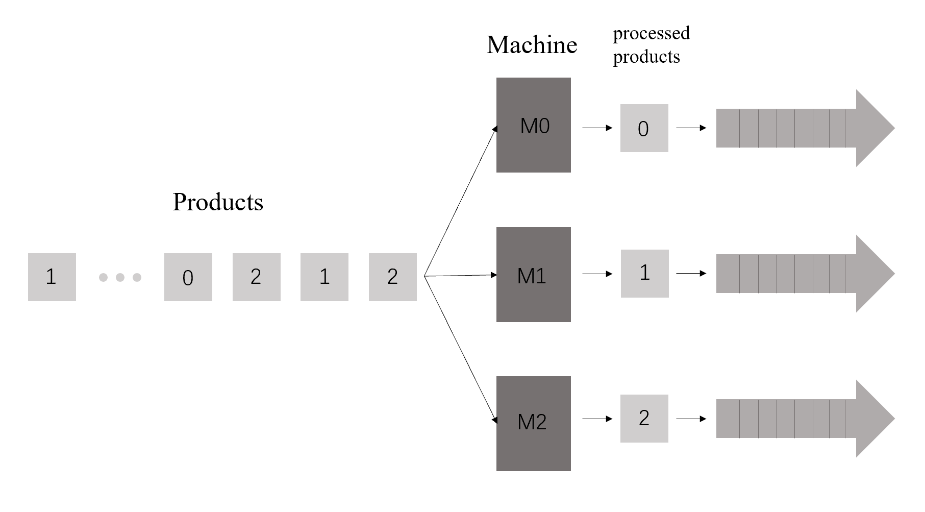 Machine
processed
products
M0
0
Products
1 0 2 1 2
M1
1
M2
2